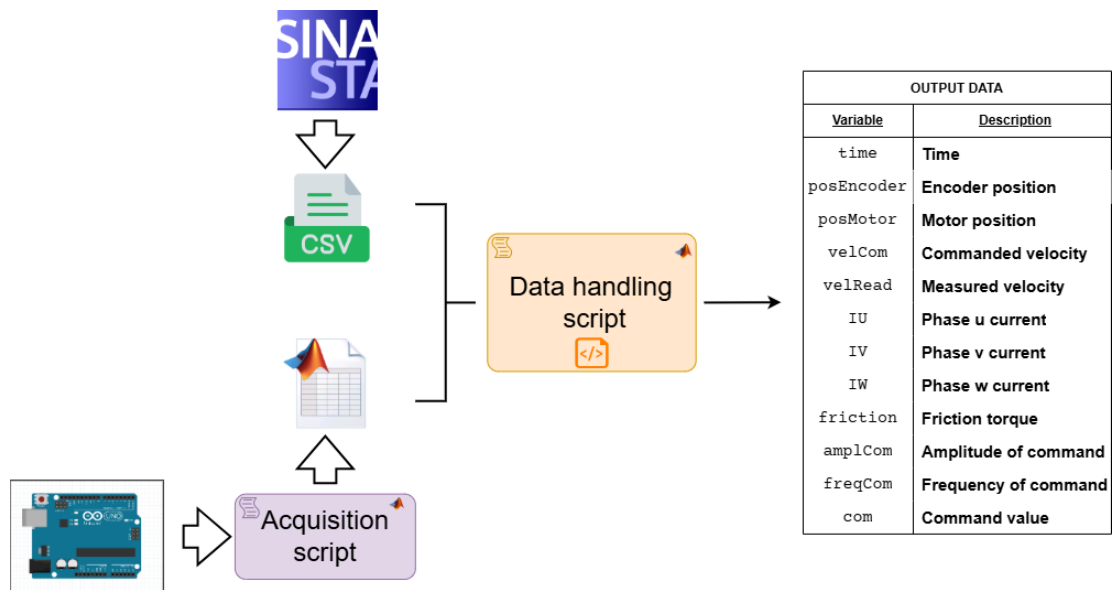 SINA
STA
CSV
Data handling
script
</>
Acquisition
script
UNO
OUTPUT DATA
Variable Description
time Time
posEncoder Encoder position
posMotor Motor position
velCom Commanded velocity
velRead Measured velocity
IU Phase u current
IV Phase v current
IW Phase w current
friction Friction torque
amplCom Amplitude of command
freqCom Frequency of command
com Command value